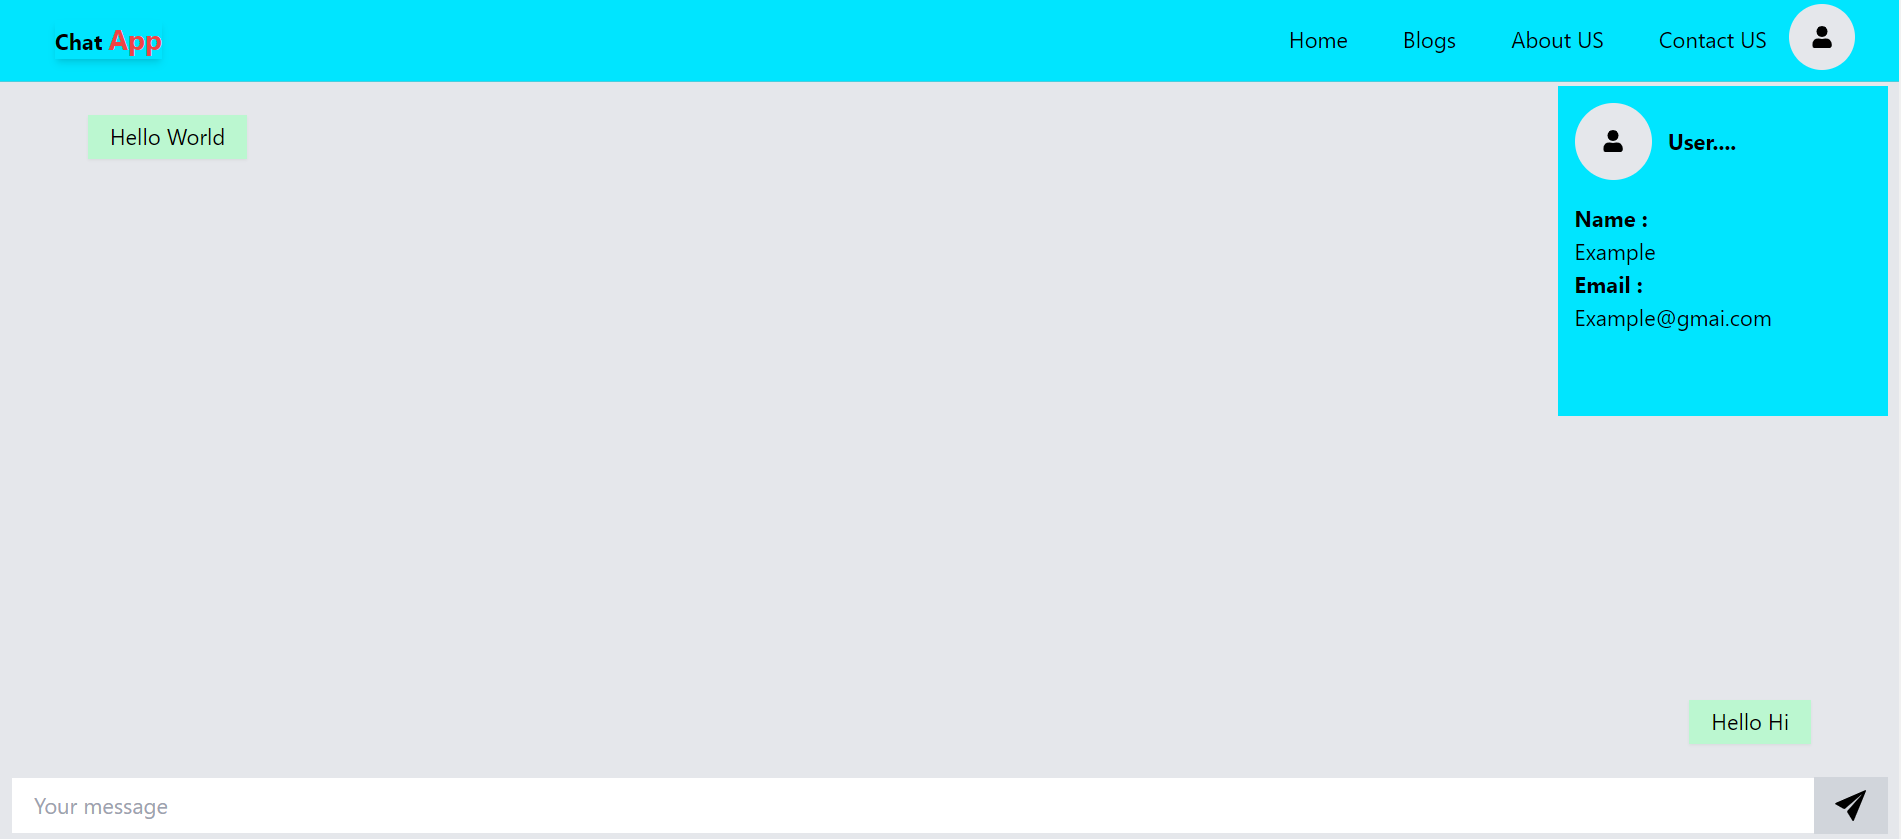 Chat App
Home Blogs About US Contact US
Hello World
User....
Name :
Example
Email :
Example@gmai.com
Hello Hi
Your message